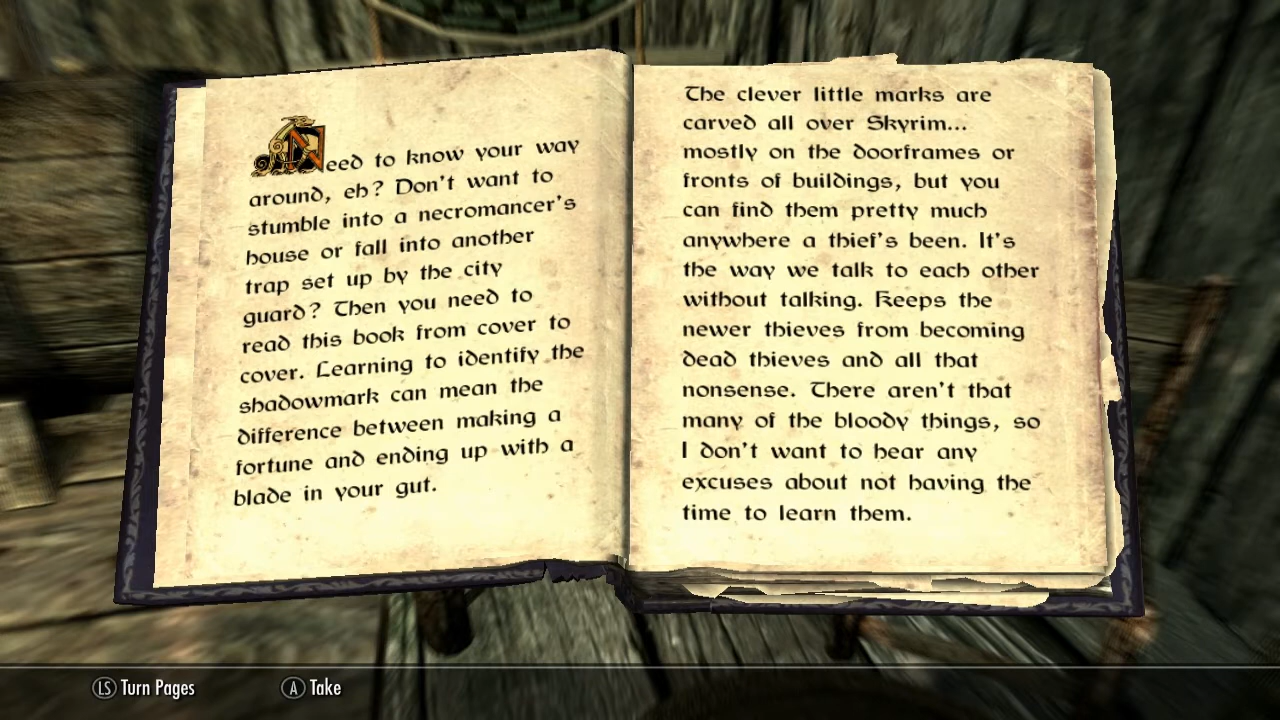 Need to know your way
around, eh? Don't want to
stumble into a necromancer's
house or fall into another
trap set up by the city
guard? Then you need to
read this book from cover to
cover. Learning to identify the
shadowmark can mean the
difference between making a
fortune and ending up with a
blade in your gut.
The clever little marks are
carved all over Skyrim...
mostly on the doorframes or
fronts of buildings, but you
can find them pretty much
anywhere a thief's been. It's
the way we talk to each other
without talking. Keeps the
newer thieves from becoming
dead thieves and all that
nonsense. There aren't that
many of the bloody things, so
I don't want to hear any
excuses about not having the
time to learn them.
LS Turn Pages
A Take